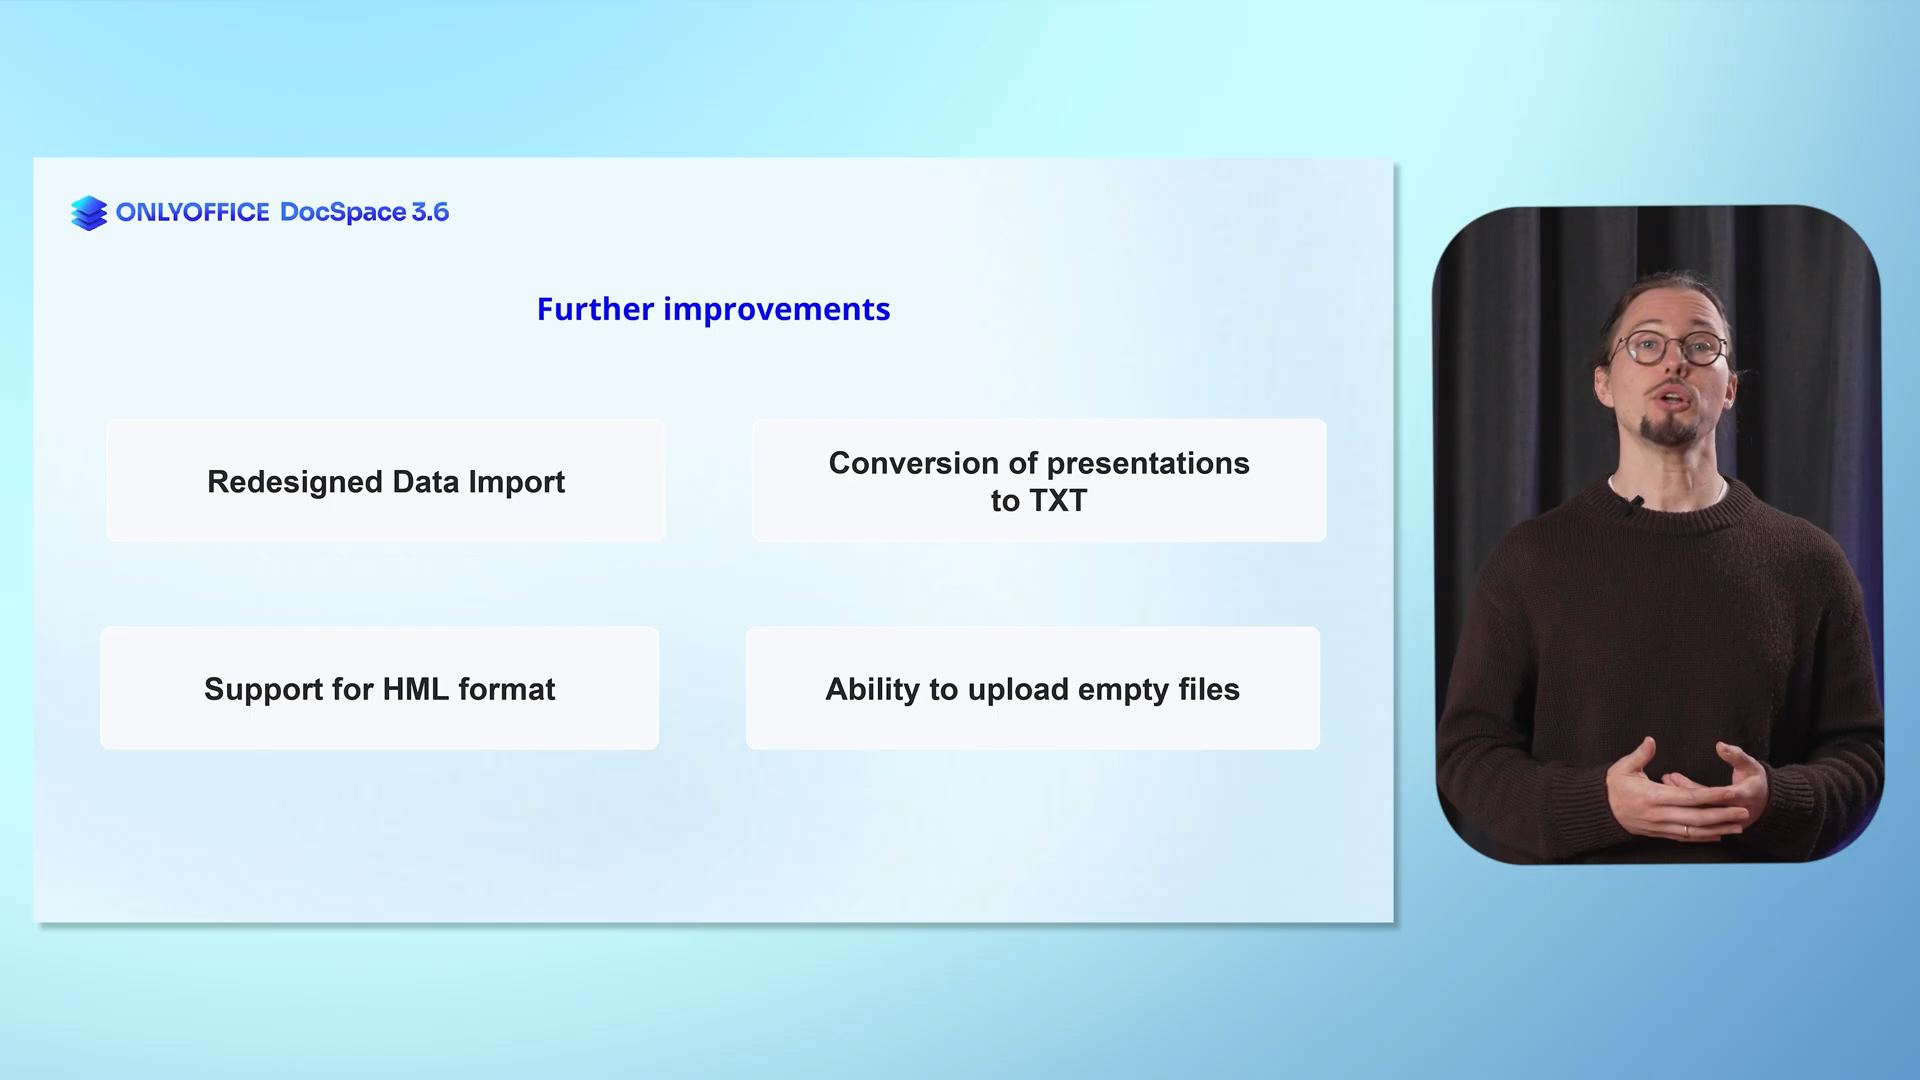 ONLYOFFICE DocSpace 3.6
Further improvements
Redesigned Data Import
Conversion of presentations
to TXT
Support for HML format
Ability to upload empty files